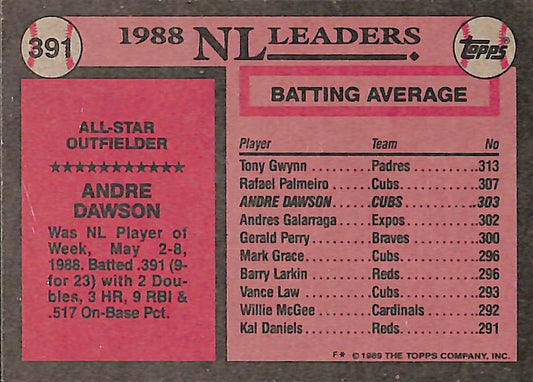 391
1988 NL LEADERS.
Topps®
ALL-STAR
OUTFIELDER
★★★★★★★★★★★
ANDRE
DAWSON
Was NL Player of
Week, May 2-8,
1988. Batted .391 (9-
for 23) with 2 Dou-
bles, 3 HR, 9 RBI &
.517 On-Base Pct.
BATTING AVERAGE
Player Team No
Tony Gwynn.......Padres.......313
Rafael Palmeiro.......Cubs.......307
ANDRE DAWSON.......CUBS.......303
Andres Galarraga.......Expos.......302
Gerald Perry.......Braves.......300
Mark Grace.......Cubs.......296
Barry Larkin.......Reds.......296
Vance Law.......Cubs.......293
Willie McGee.......Cardinals.......292
Kal Daniels.......Reds.......291
F* © 1989 THE TOPPS COMPANY, INC.